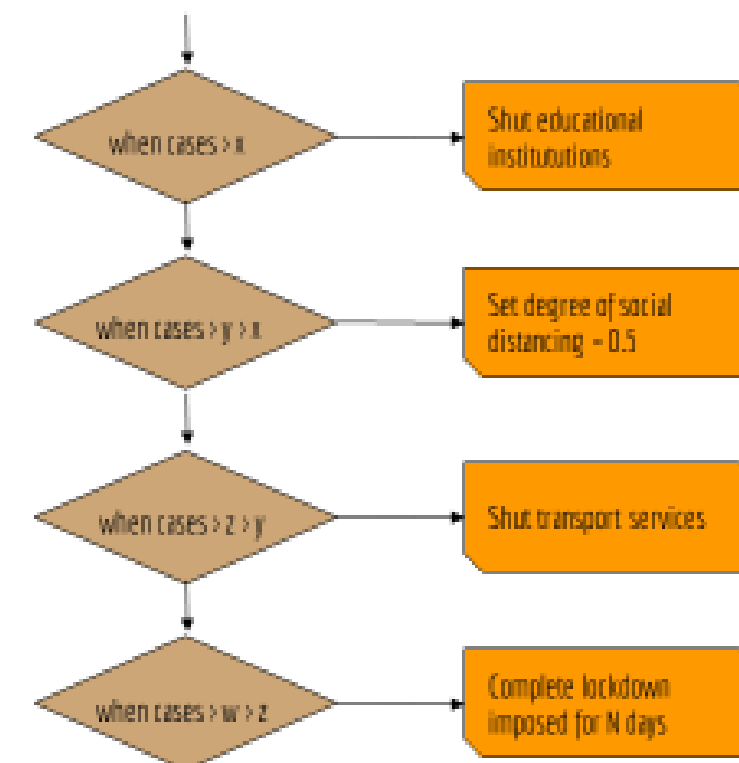 when cases > x
Shut educational
institututions
when cases > y > x
Set degree of social
distancing = 0.5
when cases > z > y
Shut transport services
when cases > w > z
Complete lockdown
imposed for N days